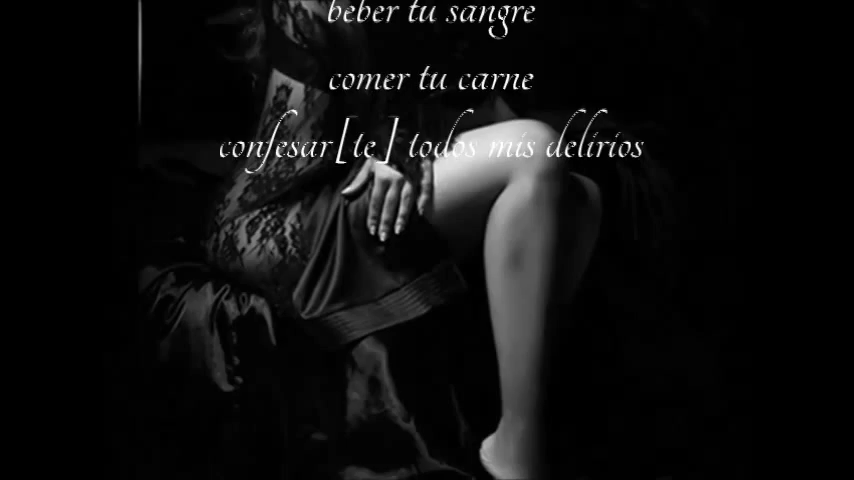 beber tu sangre
comer tu carne
confesar[te] todos mis delirios